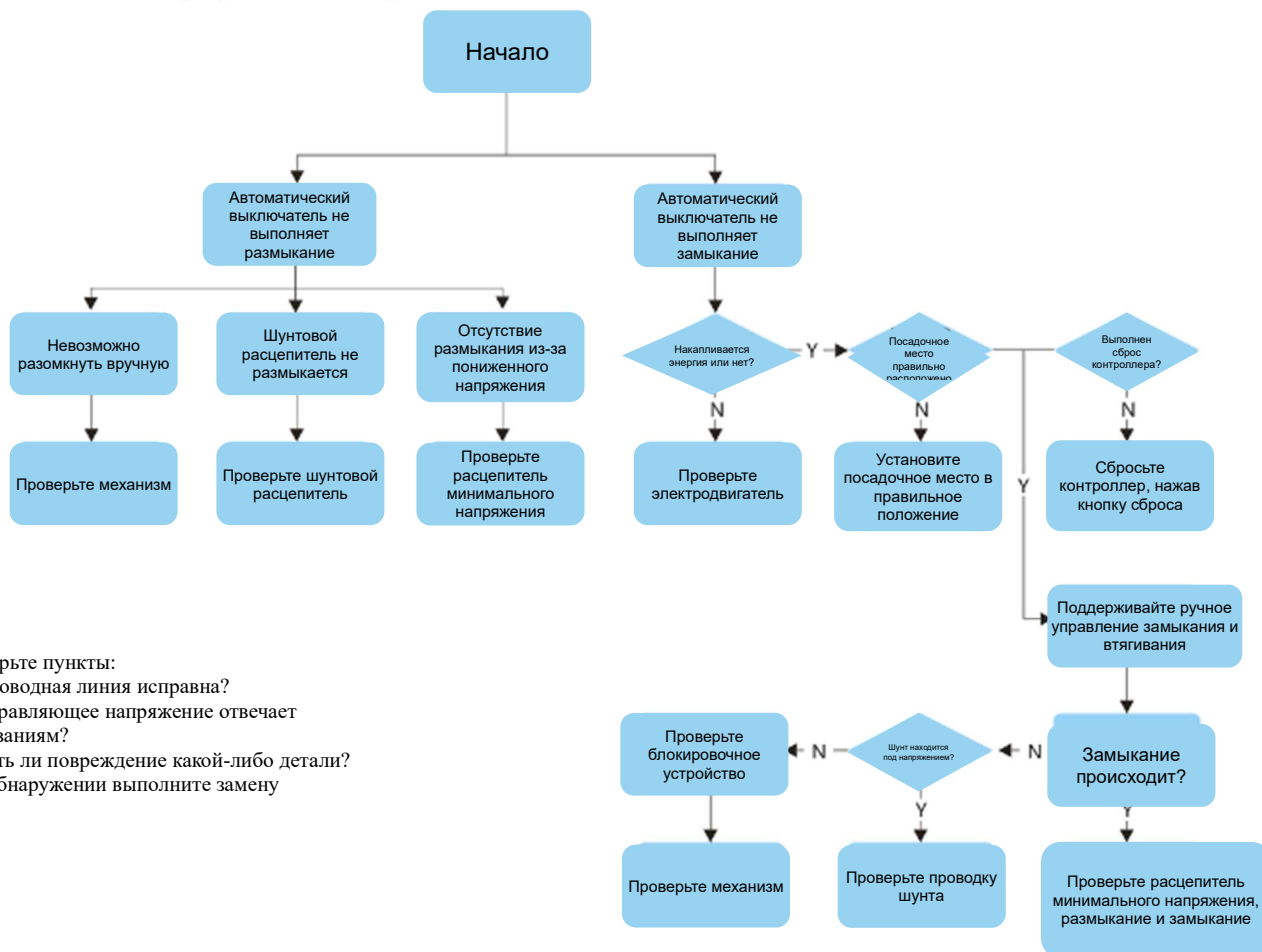 Начало
Автоматический
выключатель не
выполняет
размыкание
Автоматический
выключатель не
выполняет
замыкание
Невозможно
разомкнуть вручную
Шунтовой
расцепитель не
размыкается
Отсутствие
размыкания из-за
пониженного
напряжения
Накапливается
энергия или нет?
Y
Посадочное
место
правильно
расположено
Выполнен
сброс
контроллера?
N
N
N
Проверьте механизм
Проверьте шунтовой
расцепитель
Проверьте
расцепитель
минимального
напряжения
Проверьте
электродвигатель
Установите
посадочное место в
правильное
положение
Y
Сбросьте
контроллер, нажав
кнопку сброса
Поддерживайте ручное
управление замыкания и
втягивания
рьте пункты:
оводная линия исправна?
равляющее напряжение отвечает
ваниям?
ть ли повреждение какой-либо детали?
бнаружении выполните замену
Проверьте
блокировочное
устройство
N
Шунт находится
под напряжением?
N
Замыкание
происходит?
Y
Y
Проверьте механизм
Проверьте проводку
шунта
Проверьте расцепитель
минимального напряжения,
размыкание и замыкание